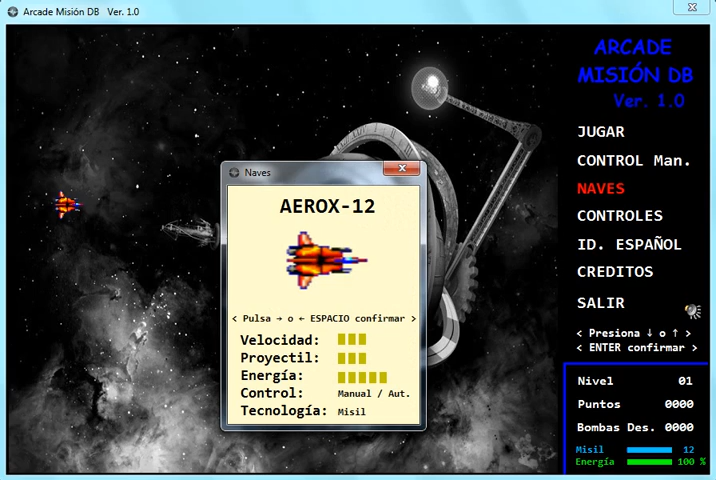 Arcade Misión DB Ver. 1.0
ARCADE
MISIÓN DB
Ver. 1.0
JUGAR
CONTROL Man.
NAVES
CONTROLES
ID. ESPAÑOL
CREDITOS
SALIR
< Presiona ↓ o ↑ >
< ENTER confirmar >
Nivel 01
Puntos 0000
Bombas Des. 0000
Misil 12
Energía 100 %
Naves
AEROX-12
< Pulsa → o ← ESPACIO confirmar >
Velocidad:
Proyectil:
Energía:
Control: Manual / Aut.
Tecnología: Misil